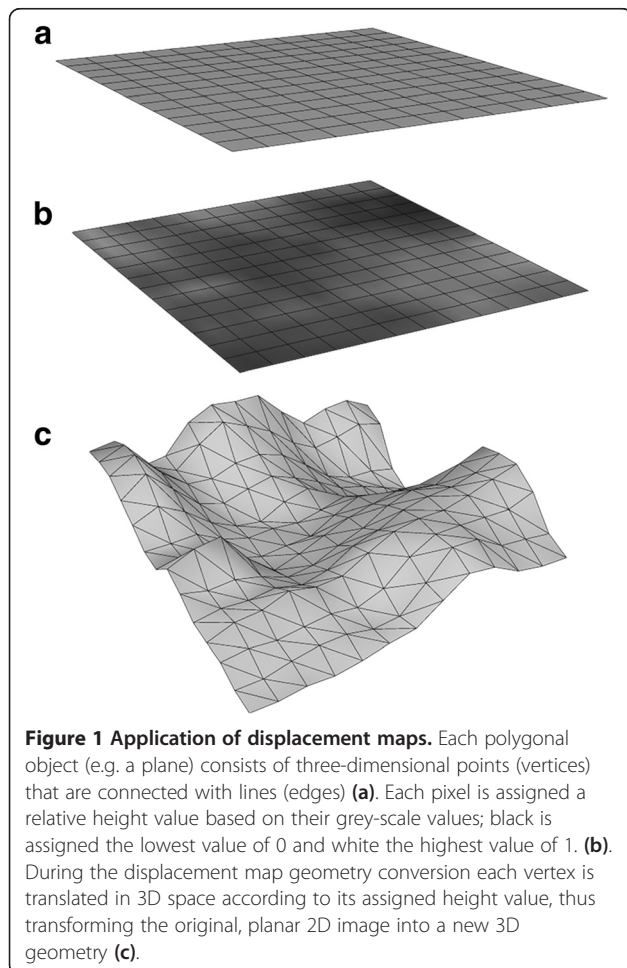 a
b
c
Figure 1 Application of displacement maps. Each polygonal
object (e.g. a plane) consists of three-dimensional points (vertices)
that are connected with lines (edges) (a). Each pixel is assigned a
relative height value based on their grey-scale values; black is
assigned the lowest value of 0 and white the highest value of 1. (b).
During the displacement map geometry conversion each vertex is
translated in 3D space according to its assigned height value, thus
transforming the original, planar 2D image into a new 3D
geometry (c).